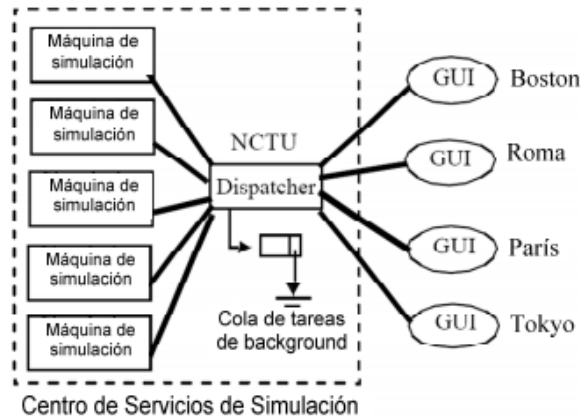 Máquina de
simulación
Máquina de
simulación
Máquina de
simulación
Máquina de
simulación
Máquina de
simulación
NCTU
Dispatcher
Cola de tareas
de background
GUI Boston
GUI Roma
GUI París
GUI Tokyo
Centro de Servicios de Simulación